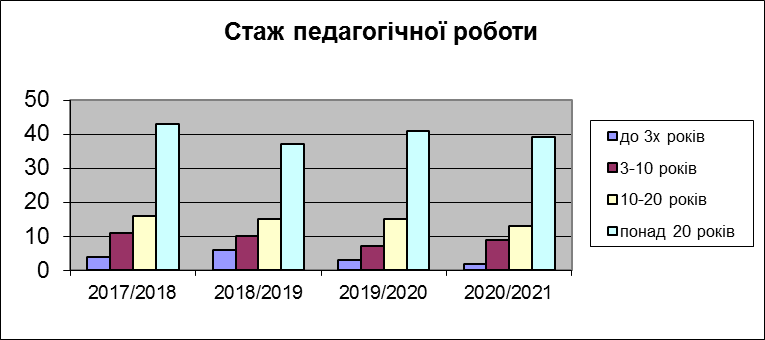 Стаж педагогічної роботи
50
40
30
20
10
0
2017/2018 2018/2019 2019/2020 2020/2021
до 3х років
3-10 років
10-20 років
понад 20 років